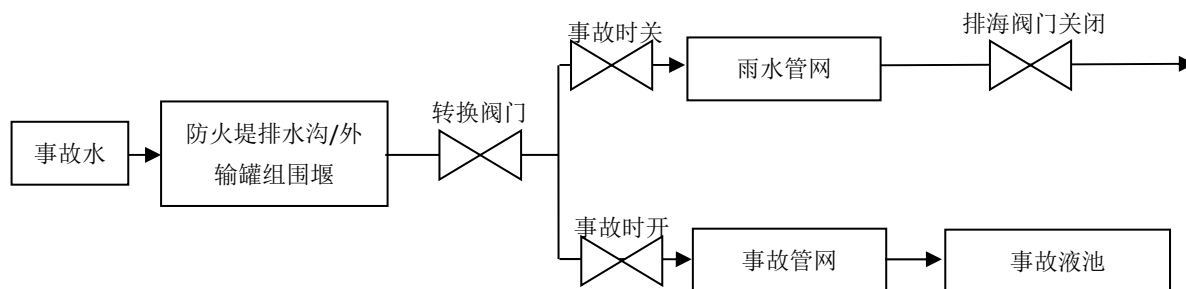 事故水
防火堤排水沟/外
输罐组围堰
转换阀门
事故时关
雨水管网
排海阀门关闭
事故时开
事故管网
事故液池